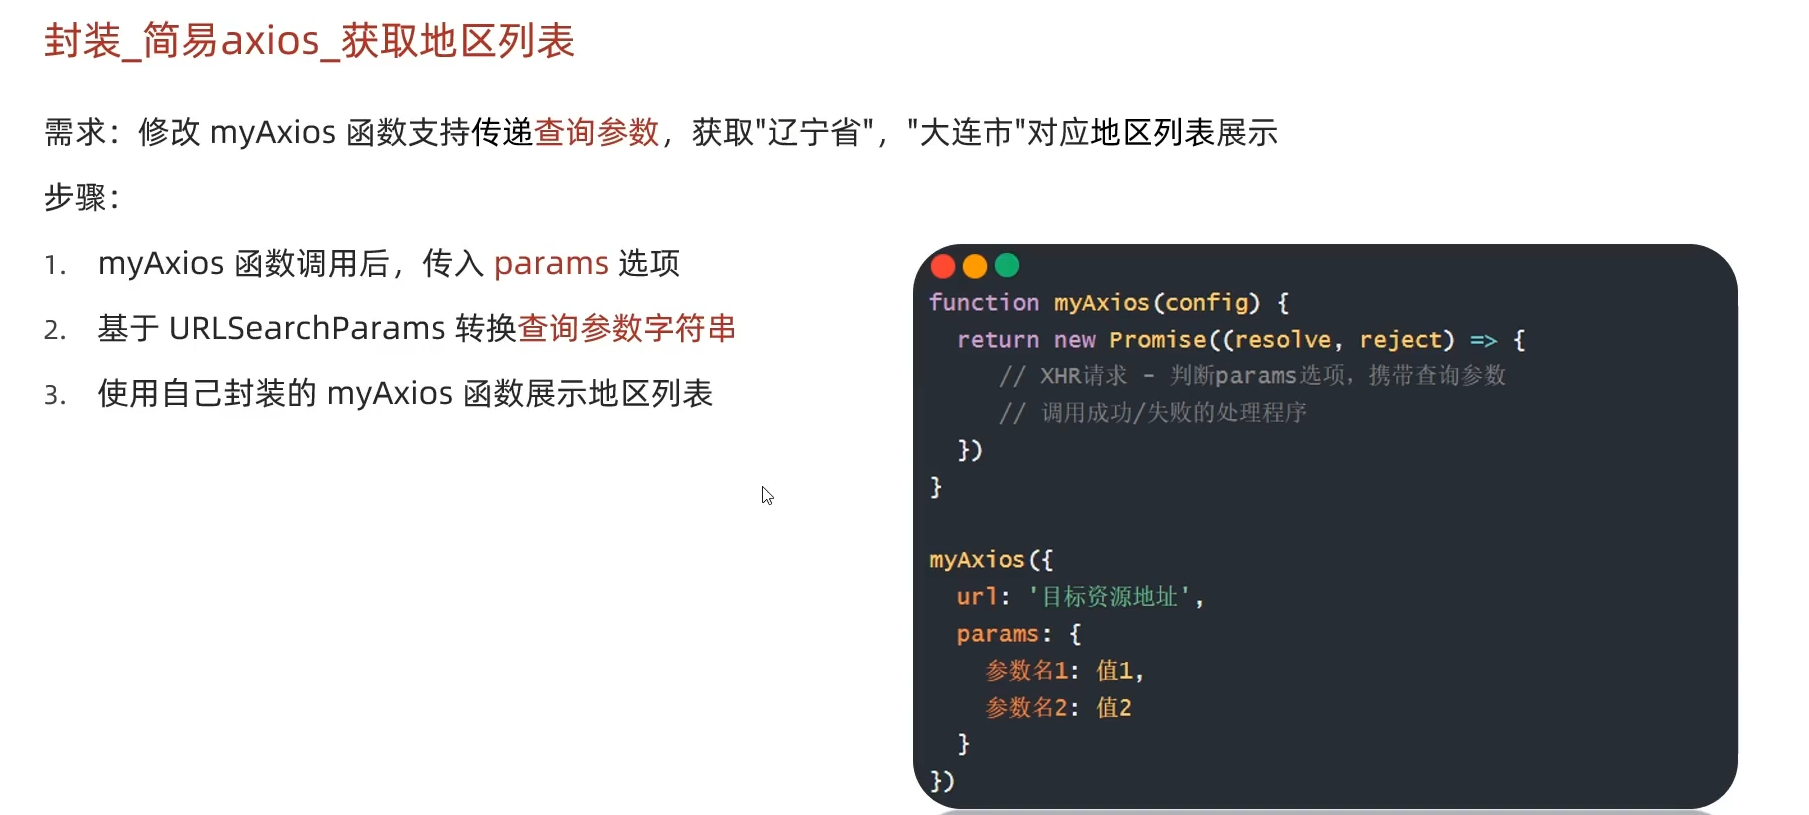 封装_简易axios_获取地区列表
需求：修改 myAxios 函数支持传递查询参数，获取"辽宁省"，"大连市"对应地区列表展示
步骤：
1. myAxios 函数调用后，传入 params 选项
2. 基于 URLSearchParams 转换查询参数字符串
3. 使用自己封装的 myAxios 函数展示地区列表
function myAxios(config) {
  return new Promise((resolve, reject) => {
    // XHR请求 - 判断params选项，携带查询参数
    // 调用成功/失败的处理程序
  })
}
myAxios({
  url: '目标资源地址',
  params: {
    参数名1: 值1,
    参数名2: 值2
  }
})